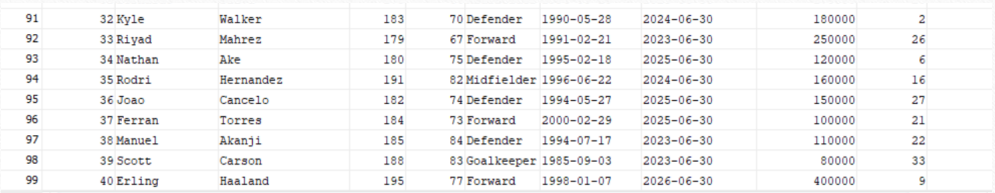 91 32 Kyle Walker 183 70 Defender 1990-05-28 2024-06-30 180000 2
92 33 Riyad Mahrez 179 67 Forward 1991-02-21 2023-06-30 250000 26
93 34 Nathan Ake 180 75 Defender 1995-02-18 2025-06-30 120000 6
94 35 Rodri Hernandez 191 82 Midfielder 1996-06-22 2024-06-30 160000 16
95 36 Joao Cancelo 182 74 Defender 1994-05-27 2025-06-30 150000 27
96 37 Ferran Torres 184 73 Forward 2000-02-29 2025-06-30 100000 21
97 38 Manuel Akanji 185 84 Defender 1994-07-17 2023-06-30 110000 22
98 39 Scott Carson 188 83 Goalkeeper 1985-09-03 2023-06-30 80000 33
99 40 Erling Haaland 195 77 Forward 1998-01-07 2026-06-30 400000 9